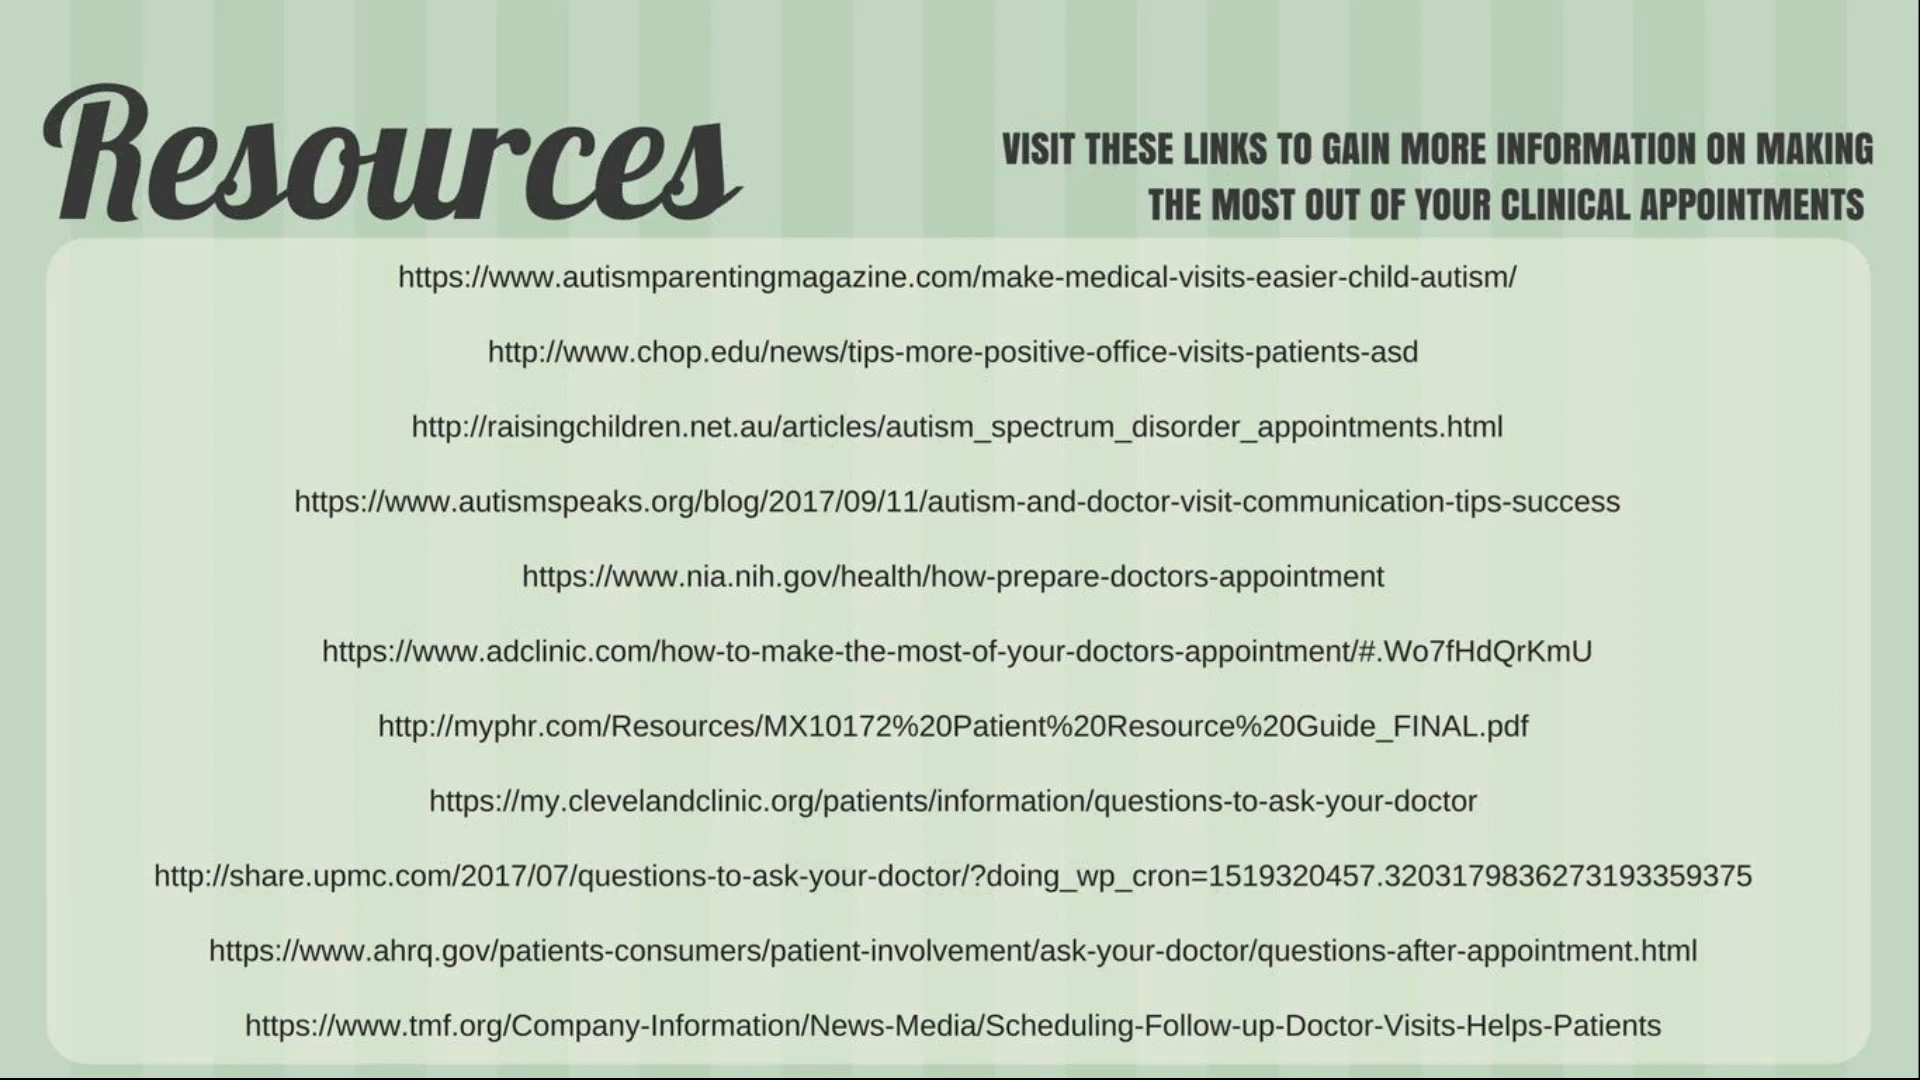 Resources
VISIT THESE LINKS TO GAIN MORE INFORMATION ON MAKING
THE MOST OUT OF YOUR CLINICAL APPOINTMENTS
https://www.autismparentingmagazine.com/make-medical-visits-easier-child-autism/
http://www.chop.edu/news/tips-more-positive-office-visits-patients-asd
http://raisingchildren.net.au/articles/autism_spectrum_disorder_appointments.html
https://www.autismspeaks.org/blog/2017/09/11/autism-and-doctor-visit-communication-tips-success
https://www.nia.nih.gov/health/how-prepare-doctors-appointment
https://www.adclinic.com/how-to-make-the-most-of-your-doctors-appointment/#.Wo7fHdQrKmU
http://myphr.com/Resources/MX10172%20Patient%20Resource%20Guide_FINAL.pdf
https://my.clevelandclinic.org/patients/information/questions-to-ask-your-doctor
http://share.upmc.com/2017/07/questions-to-ask-your-doctor/?doing_wp_cron=1519320457.3203179836273193359375
https://www.ahrq.gov/patients-consumers/patient-involvement/ask-your-doctor/questions-after-appointment.html
https://www.tmf.org/Company-Information/News-Media/Scheduling-Follow-up-Doctor-Visits-Helps-Patients